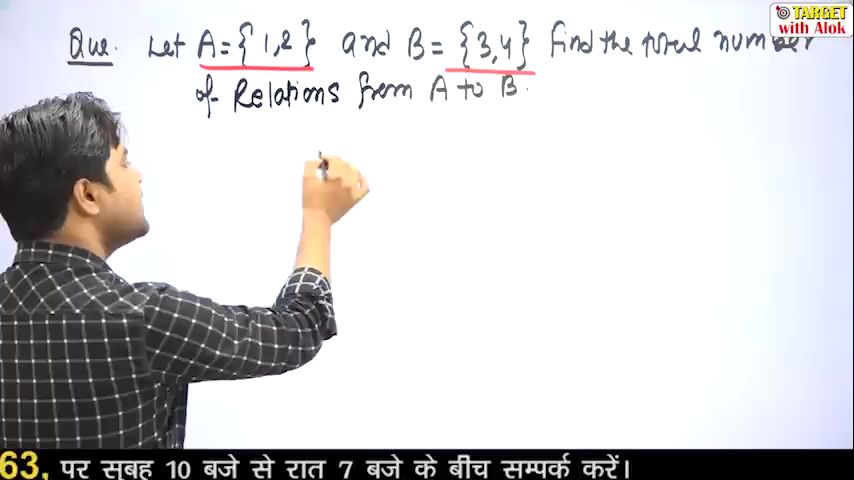 TARGET
with Alok
Que. Let A = {1,2} and B = {3,4} find the total number
of Relations from A to B.
63, पर सुबह 10 बजे से रात 7 बजे के बीच सम्पर्क करें।